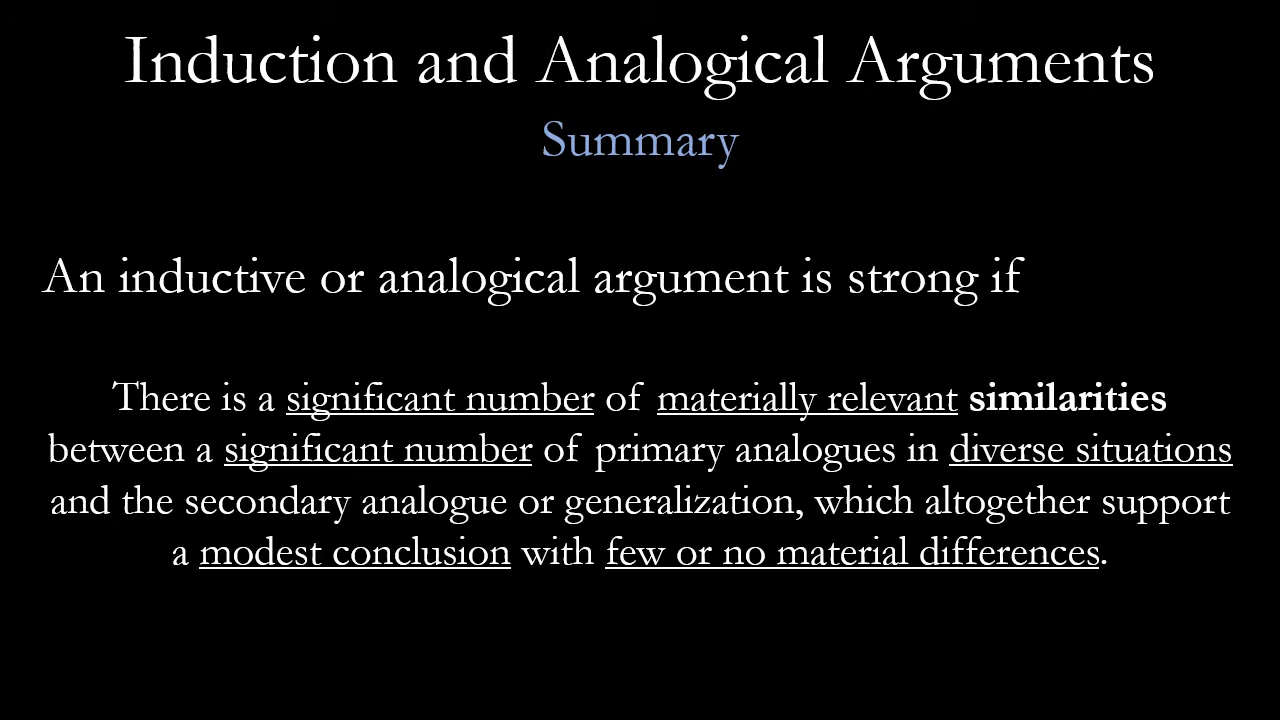 Induction and Analogical Arguments
Summary
An inductive or analogical argument is strong if
There is a significant number of materially relevant similarities
between a significant number of primary analogues in diverse situations
and the secondary analogue or generalization, which altogether support
a modest conclusion with few or no material differences.